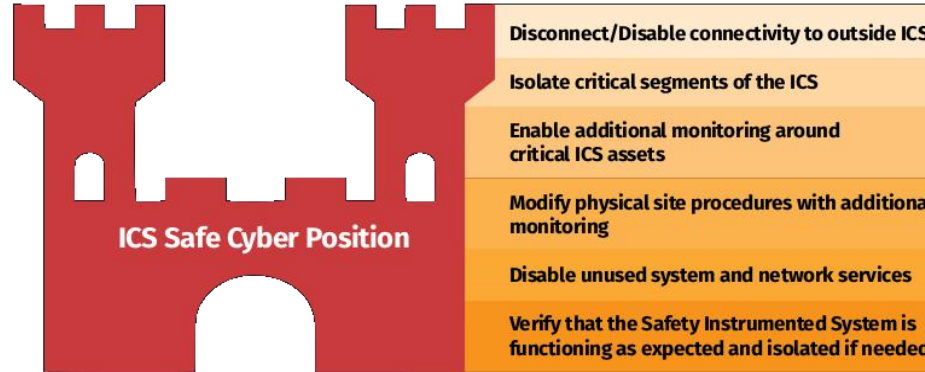 Disconnect/Disable connectivity to outside ICS
Isolate critical segments of the ICS
Enable additional monitoring around
critical ICS assets
Modify physical site procedures with additiona
monitoring
ICS Safe Cyber Position
Disable unused system and network services
Verify that the Safety Instrumented System is
functioning as expected and isolated if needed